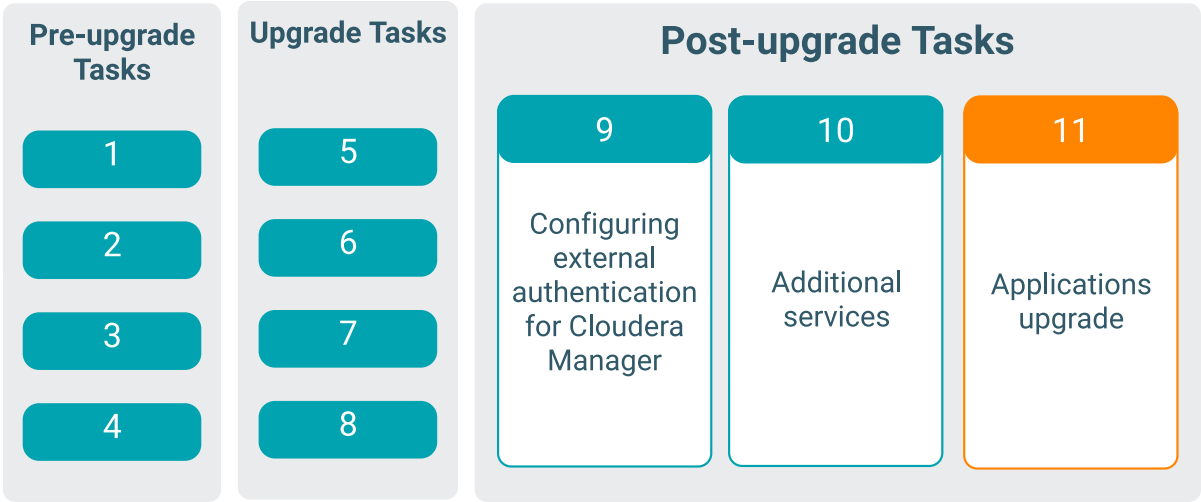 Pre-upgrade
Tasks
1
2
3
4
Upgrade Tasks
5
6
7
8
Post-upgrade Tasks
9
Configuring
external
authentication
for Cloudera
Manager
10
Additional
services
11
Applications
upgrade